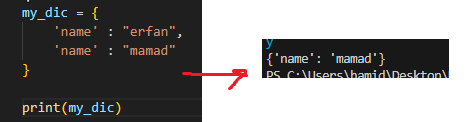 my_dic = {
'name' : "erfan",
'name' : "mamad"
}
print(my_dic)
y
{'name': 'mamad'}
PS C:\Users\hamid\Desktop\